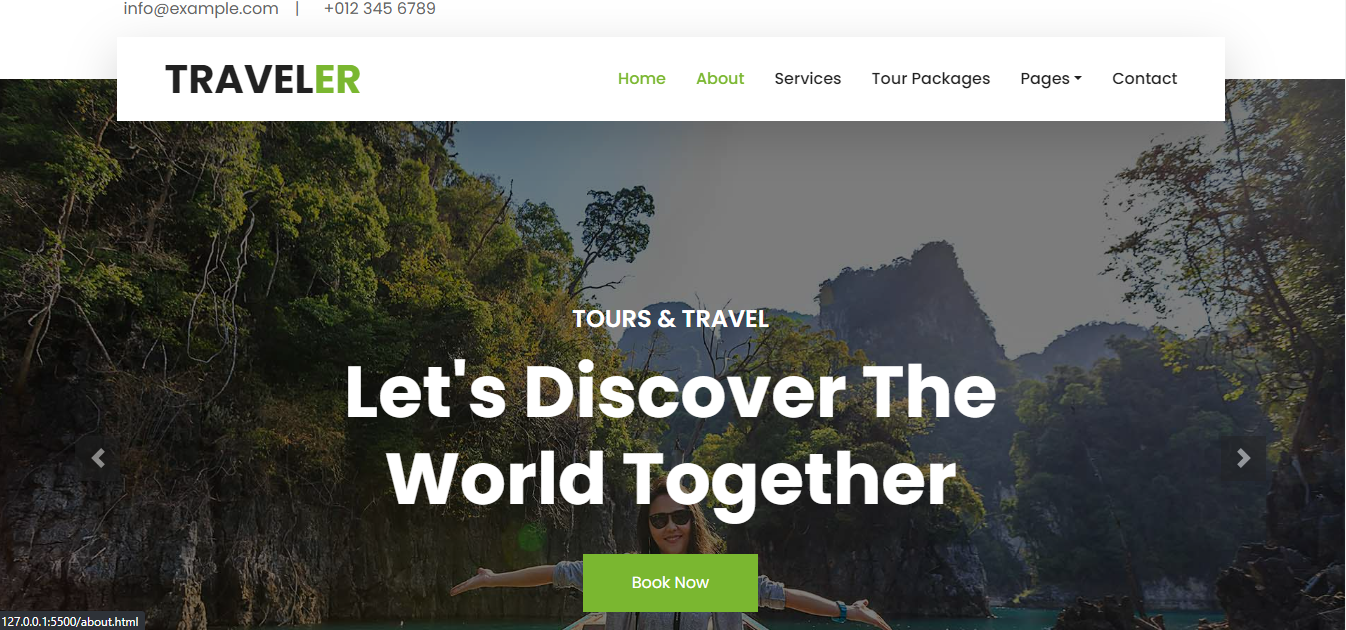 info@example.com | +012 345 6789
TRAVELER Home About Services Tour Packages Pages Contact
TOURS & TRAVEL
Let's Discover The
World Together
Book Now
127.0.0.1:5500/about.html